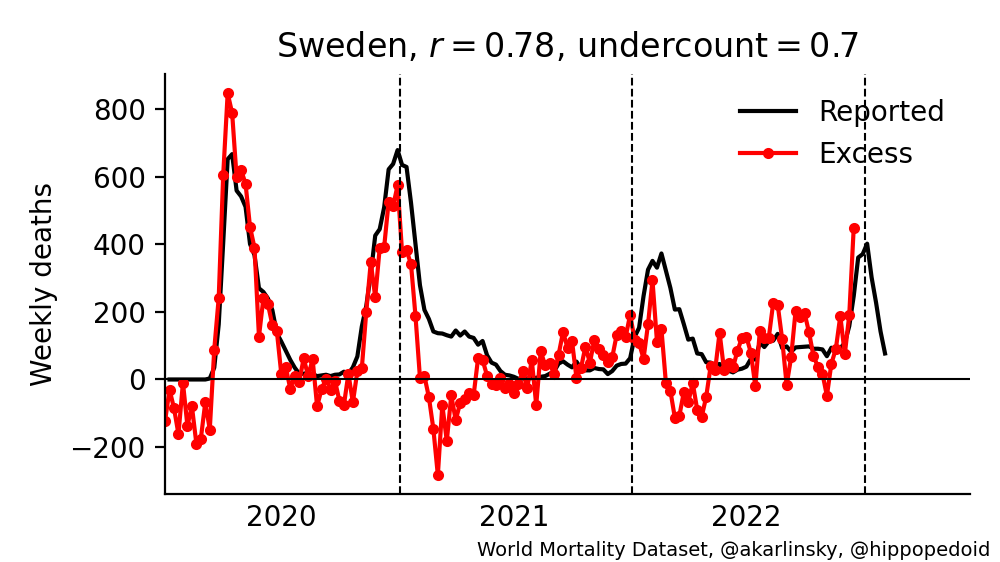 Sweden, r = 0.78, undercount = 0.7
Reported
Excess
Weekly deaths
800
600
400
200
0
−200
2020 2021 2022
World Mortality Dataset, @akarlinsky, @hippopedoid